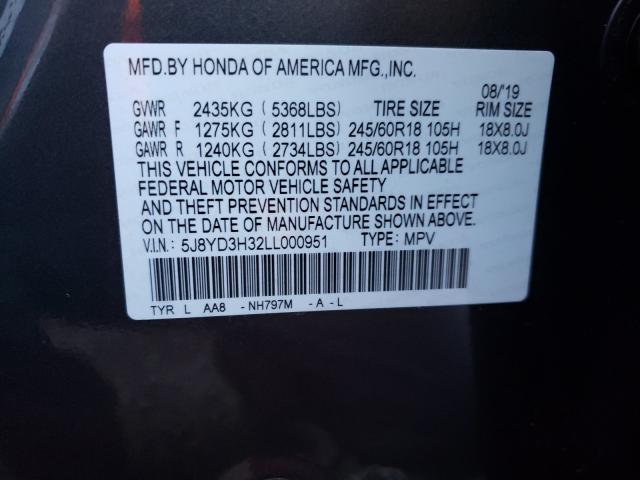 MFD.BY HONDA OF AMERICA MFG.,INC.
08/'19
GVWR 2435KG ( 5368LBS) TIRE SIZE RIM SIZE
GAWR F 1275KG ( 2811LBS) 245/60R18 105H 18X8.0J
GAWR R 1240KG ( 2734LBS) 245/60R18 105H 18X8.0J
THIS VEHICLE CONFORMS TO ALL APPLICABLE
FEDERAL MOTOR VEHICLE SAFETY
AND THEFT PREVENTION STANDARDS IN EFFECT
ON THE DATE OF MANUFACTURE SHOWN ABOVE.
V.I.N: 5J8YD3H32LL000951 TYPE: MPV
TYR L AA8 -NH797M -A-L